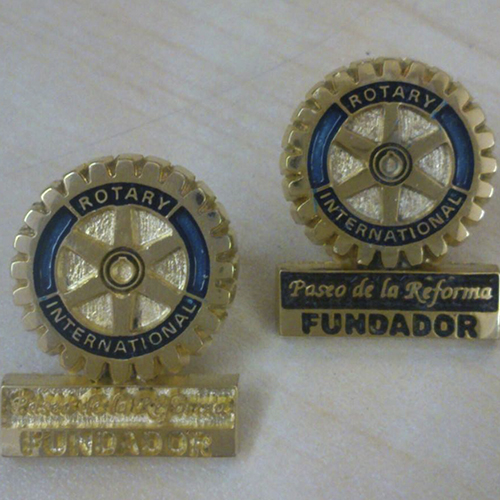 ROTARY
INTERNATIONAL
FUNDADOR
ROTARY
INTERNATIONAL
Paseo de la Reforma
FUNDADOR